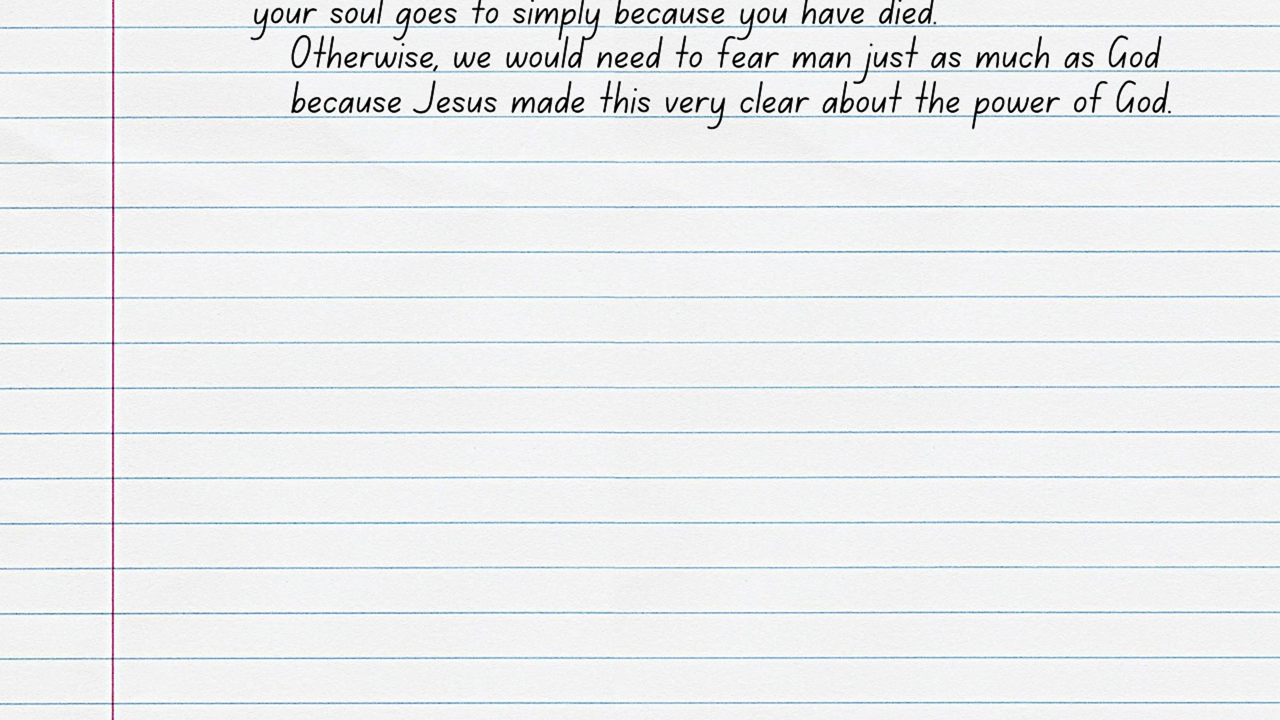 your soul goes to simply because you have died.
Otherwise, we would need to fear man just as much as God
because Jesus made this very clear about the power of God.